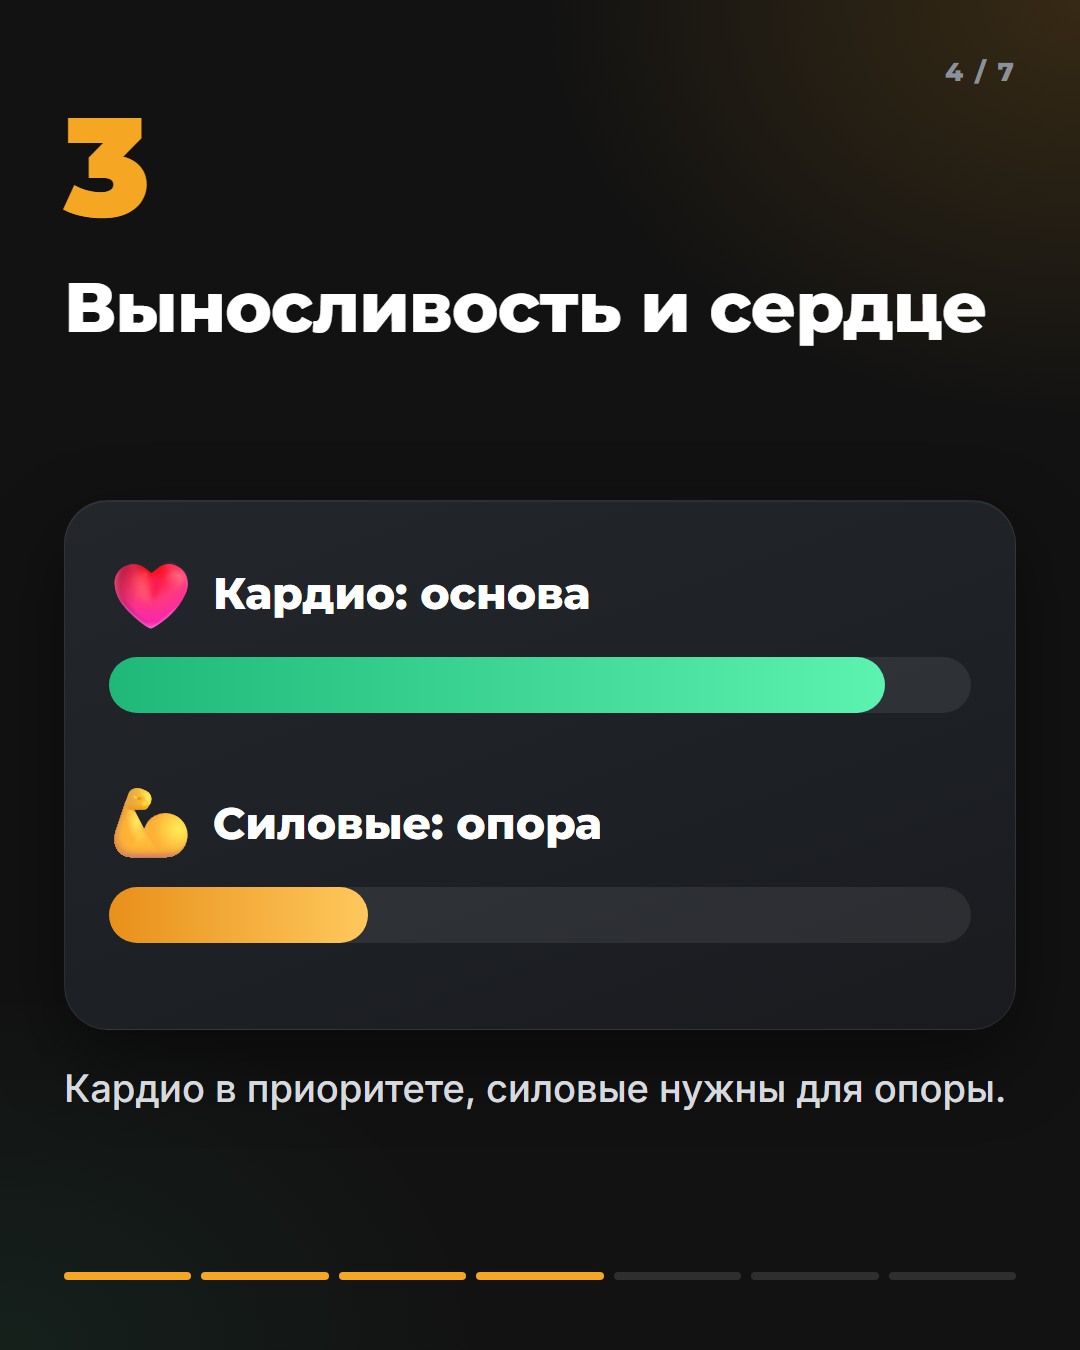 4 / 7
3
Выносливость и сердце
Кардио: основа
Силовые: опора
Кардио в приоритете, силовые нужны для опоры.